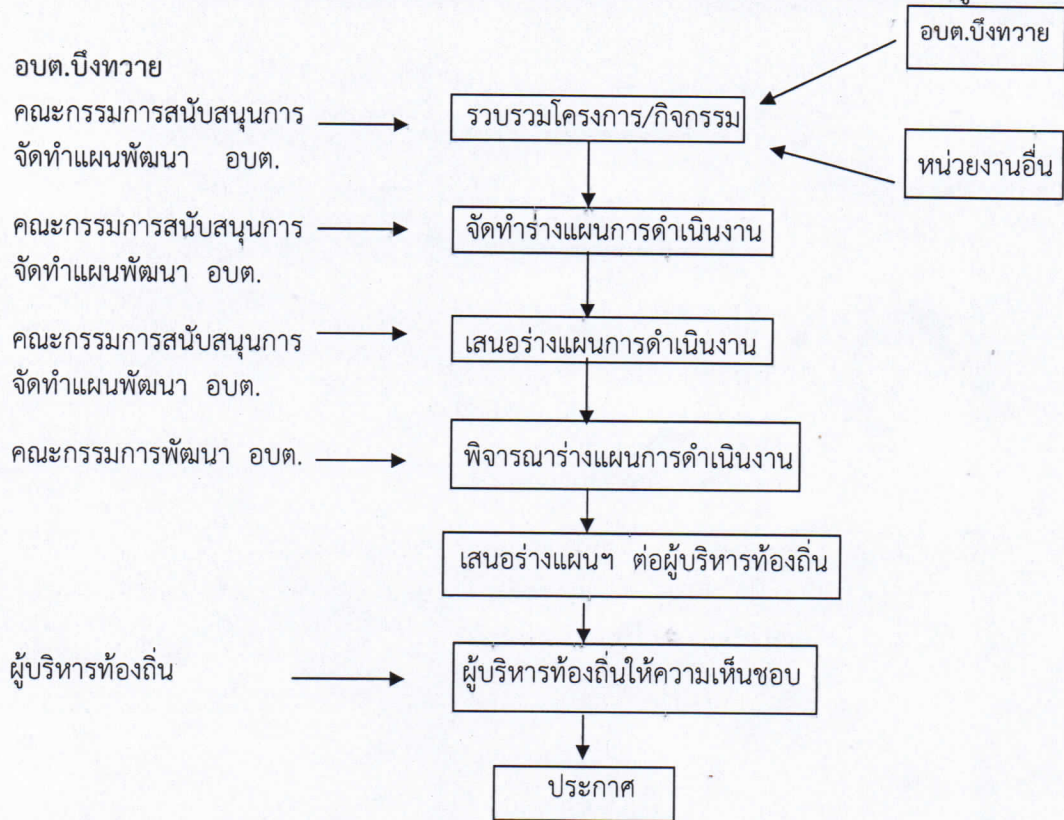 อบต.บึงทวาย
อบต.บึงทวาย
คณะกรรมการสนับสนุนการ
จัดทำแผนพัฒนา อบต.
รวบรวมโครงการ/กิจกรรม
หน่วยงานอื่น
คณะกรรมการสนับสนุนการ
จัดทำแผนพัฒนา อบต.
จัดทำร่างแผนการดำเนินงาน
คณะกรรมการสนับสนุนการ
จัดทำแผนพัฒนา อบต.
เสนอร่างแผนการดำเนินงาน
คณะกรรมการพัฒนา อบต.
พิจารณาร่างแผนการดำเนินงาน
เสนอร่างแผนฯ ต่อผู้บริหารท้องถิ่น
ผู้บริหารท้องถิ่น
ผู้บริหารท้องถิ่นให้ความเห็นชอบ
ประกาศ